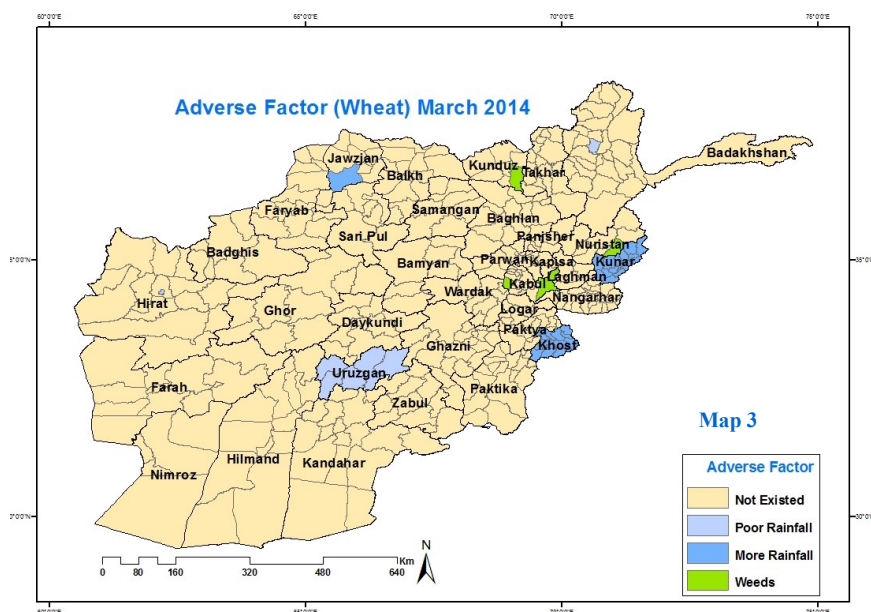 60°0'0"E 65°0'0"E 70°0'0"E 75°0'0"E
Adverse Factor (Wheat) March 2014
Jawzjan
Kunduz
Takhar
Badakhshan
Balkh
Faryab
Samangan
Baghlan
Sari Pul
Panjsher
Nuristan
Badghis
Parwan
Kapisa
Kunar
Bamyan
Laghman
Hirat
Wardak
Kabul
Nangarhar
Ghor
Logar
Daykundi
Paktya
Ghazni
Khost
Uruzgan
Farah
Paktika
Zabul
Map 3
Hilmand
Kandahar
Nimroz
Adverse Factor
Not Existed
Poor Rainfall
More Rainfall
Weeds
N
Km
0 80 160 320 480 640